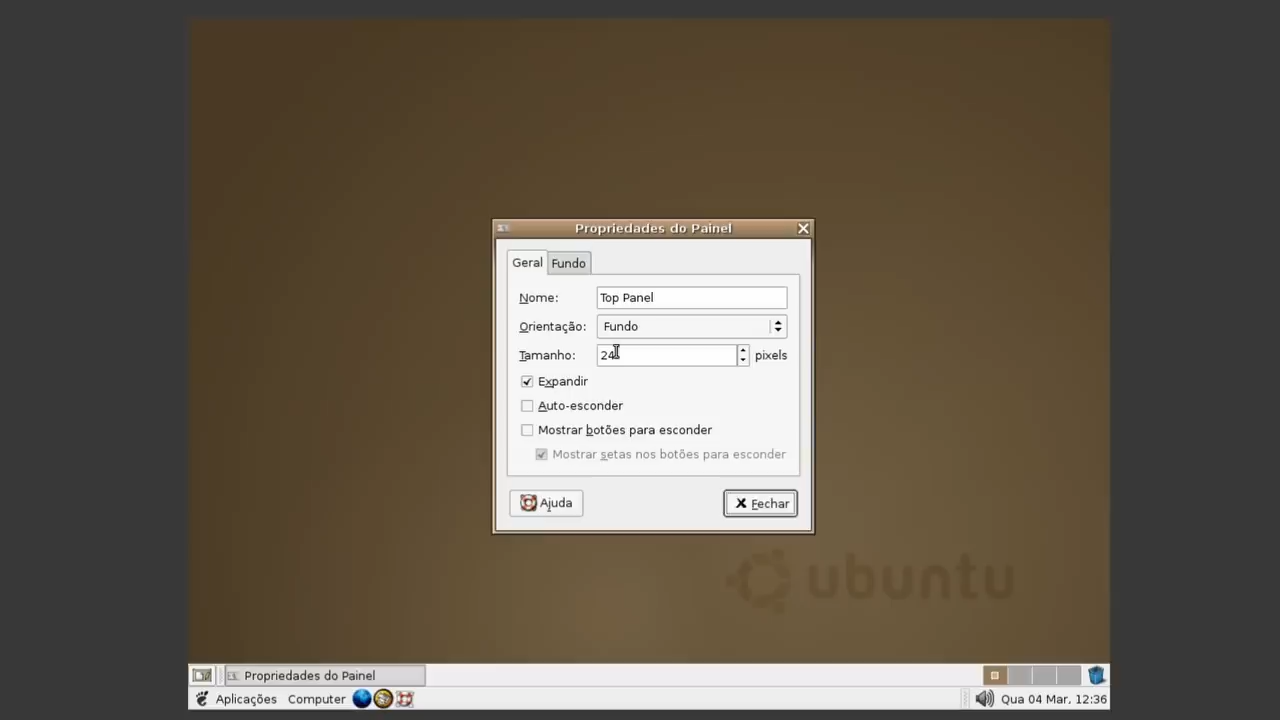 Propriedades do Painel
Geral Fundo
Nome: Top Panel
Orientação: Fundo
Tamanho: 24 pixels
Expandir
Auto-esconder
Mostrar botões para esconder
Mostrar setas nos botões para esconder
Ajuda Fechar
ubuntu
Propriedades do Painel
Aplicações Computer Qua 04 Mar, 12:36